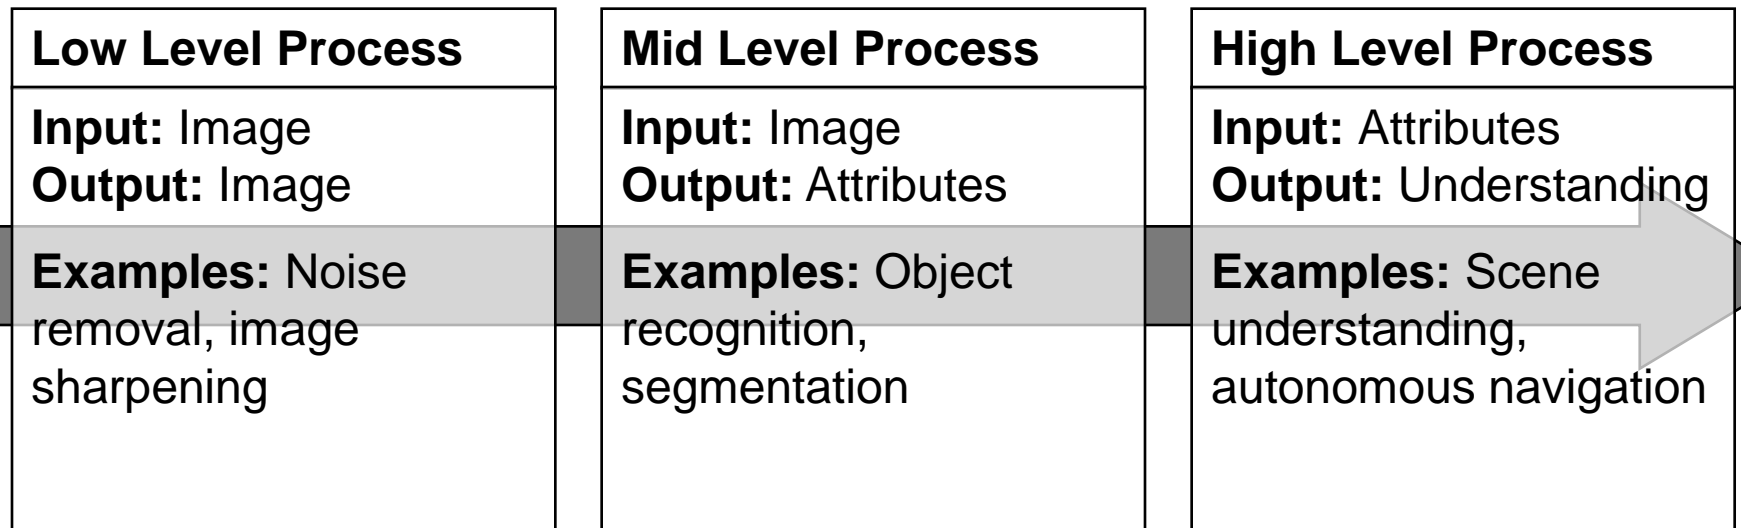 Low Level Process
Input: Image
Output: Image
Examples: Noise
removal, image
sharpening
Mid Level Process
Input: Image
Output: Attributes
Examples: Object
recognition,
segmentation
High Level Process
Input: Attributes
Output: Understanding
Examples: Scene
understanding,
autonomous navigation